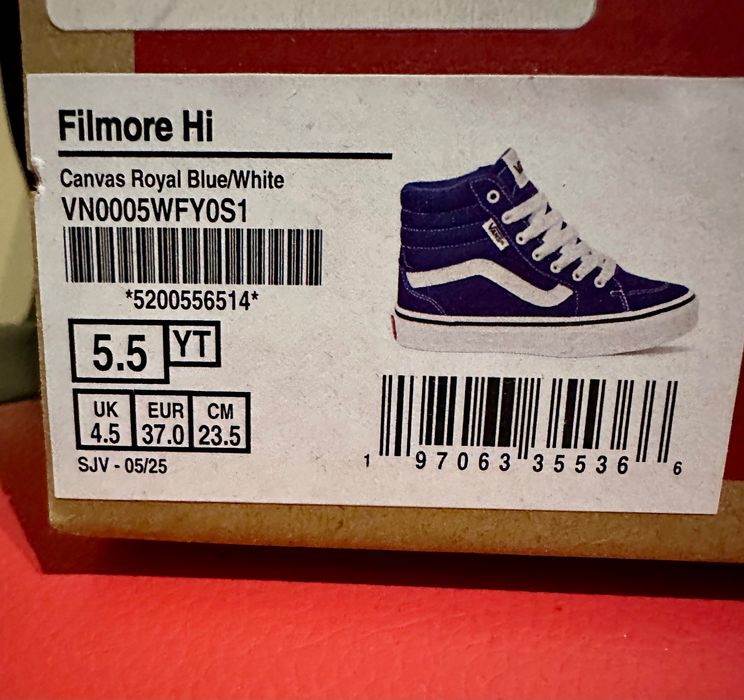 Filmore Hi
Canvas Royal Blue/White
VN0005WFY0S1
*5200556514*
5.5 YT
UK EUR CM
4.5 37.0 23.5
SJV - 05/25
VANS
1 97063 35536 6